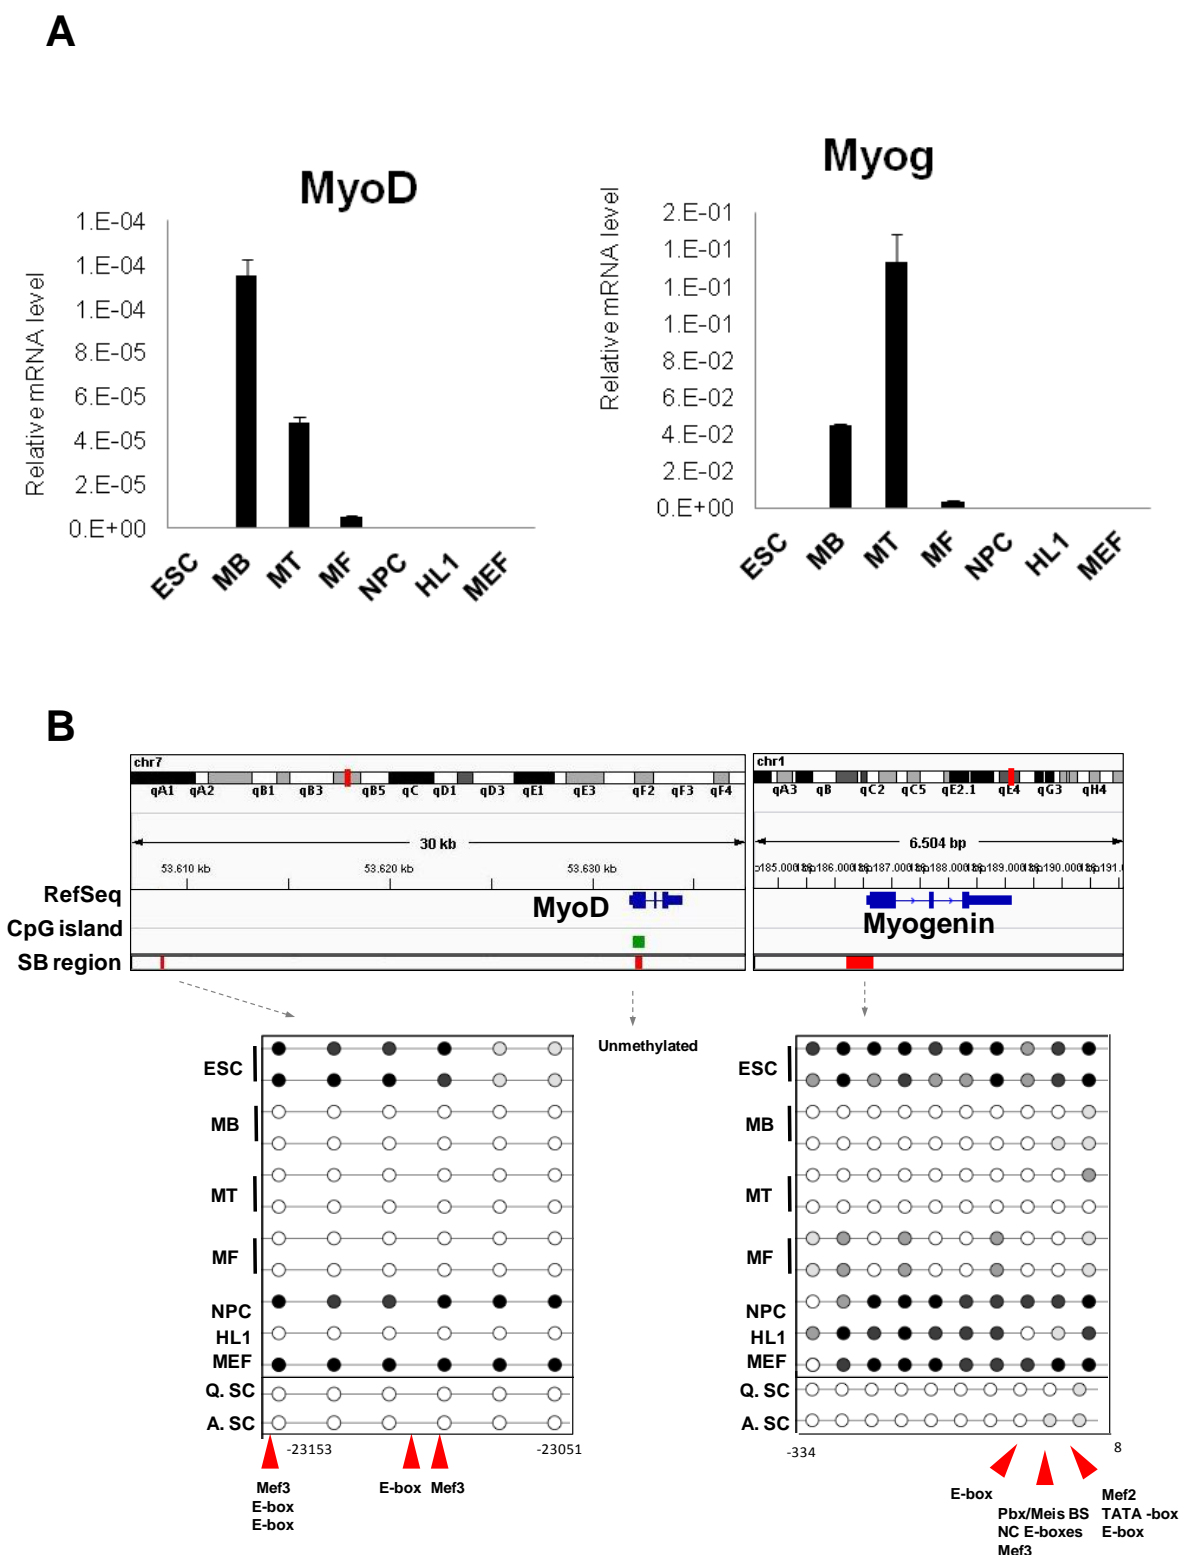 A
MyoD
Relative mRNA level
1.E-04
1.E-04
1.E-04
8.E-05
6.E-05
4.E-05
2.E-05
0.E+00
ESC MB MT MF NPC HL1 MEF
Myog
Relative mRNA level
2.E-01
1.E-01
1.E-01
1.E-01
8.E-02
6.E-02
4.E-02
2.E-02
0.E+00
ESC MB MT MF NPC HL1 MEF
B
chr7
qA1 qA2 qB1 qB3 qB5 qC qD1 qD3 qE1 qE3 qF2 qF3 qF4
30 kb
53.610 kb 53.620 kb 53.630 kb
chr1
qA3 qB qC2 qC5 qE2.1 qE4 qG3 qH4
6.504 bp
RefSeq
MyoD
Myogenin
CpG island
SB region
Unmethylated
ESC
MB
MT
MF
NPC
HL1
MEF
Q. SC
A. SC
-23153 -23051
Mef3
E-box
E-box
E-box Mef3
ESC
MB
MT
MF
NPC
HL1
MEF
Q. SC
A. SC
-334 8
E-box
Pbx/Meis BS
NC E-boxes
Mef3
Mef2
TATA -box
E-box